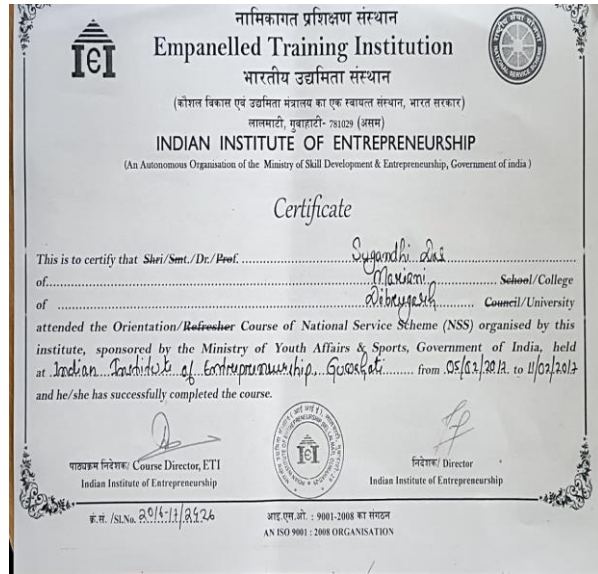 नामिकागत प्रशिक्षण संस्थान
Empanelled Training Institution
भारतीय उद्यमिता संस्थान
(कौशल विकास एवं उद्यमिता मंत्रालय का एक स्वायत्त संस्थान, भारत सरकार)
लालमाटी, गुवाहाटी- 781029 (असम)
INDIAN INSTITUTE OF ENTREPRENEURSHIP
(An Autonomous Organisation of the Ministry of Skill Development & Entrepreneurship, Government of india )
IEI
Certificate
This is to certify that Shri/Smt./Dr./Prof. Sugandhi Das
of Mariani School/College
of Dibrugarh Council/University
attended the Orientation/Refresher Course of National Service Scheme (NSS) organised by this
institute, sponsored by the Ministry of Youth Affairs & Sports, Government of India, held
at Indian Institute of Entrepreneurship, Guwahati from 05/02/2017 to 11/02/2017
and he/she has successfully completed the course.
पाठ्यक्रम निदेशक/ Course Director, ETI
Indian Institute of Entrepreneurship
IEI
निदेशक/ Director
Indian Institute of Entrepreneurship
क्रं.सं. /SI.No. 2016-17/2926
आइ.एस.ओ. : 9001-2008 का संगठन
AN ISO 9001 : 2008 ORGANISATION